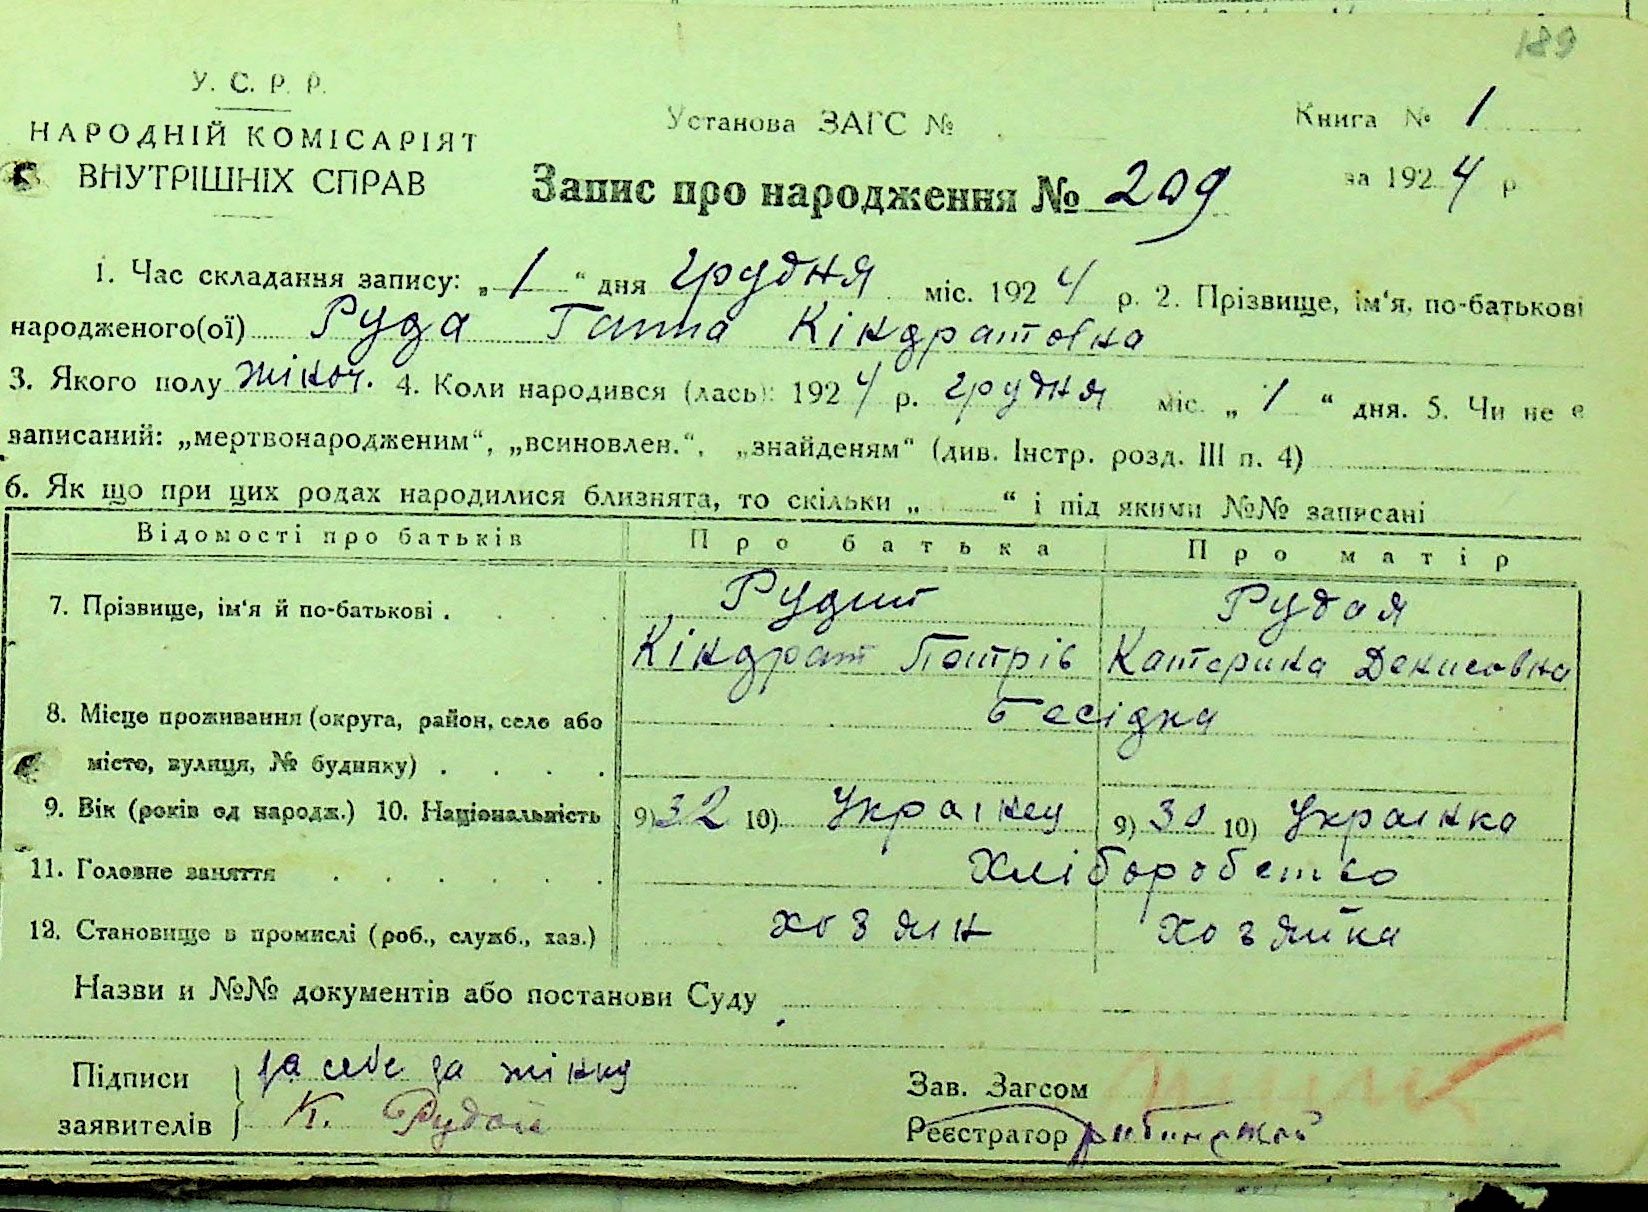 189
У. С. Р. Р.
НАРОДНІЙ КОМІСАРІЯТ
ВНУТРІШНІХ СПРАВ
Установа ЗАГС №
Книга № 1
за 1924 р
Запис про народження № 209
1. Час складання запису: „ 1 “ дня грудня міс. 1924 р. 2. Прізвище, ім‘я, по-батькові
народженого(ої) Руда Ганна Кіндратовна
3. Якого полу жіноч. 4. Коли народився (лась): 1924 р. грудня міс. „ 1 “ дня. 5. Чи не є
записаний: „мертвонародженим“, „всиновлен.“, „знайденям“ (див. Інстр. розд. III п. 4)
6. Як що при цих родах народилися близнята, то скільки „ “ і під якими №№ записані
Відомості про батьків Про батька Про матір
7. Прізвище, ім‘я й по-батькові . Рудий Рудая
Кіндрат Петрів Катерина Денисовна
8. Місце проживання (округа, район, село або Бесідка
місто, вулиця, № будинку)
9. Вік (років од народж.) 10. Національність 9) 32 10) Українец 9) 30 10) Українка
11. Головне заняття Хліборобство
12. Становище в промислі (роб., служб., хаз.) хозяин хозяйка
Назви и №№ документів або постанови Суду
Підписи за себе за жінку
заявителів К. Рудой
Зав. Загсом
Реєстратор